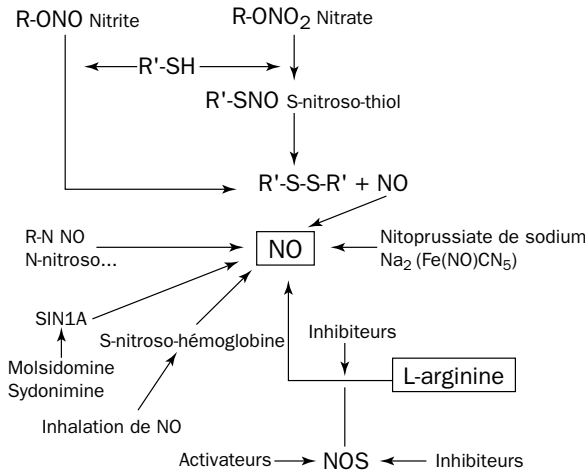 R-ONO Nitrite
R-ONO₂ Nitrate
R'-SH
R'-SNO S-nitroso-thiol
R'-S-S-R' + NO
R-N NO
N-nitroso...
NO
Nitoprussiate de sodium
Na₂ (Fe(NO)CN₅)
SIN1A
S-nitroso-hémoglobine
Inhibiteurs
Molsidomine
Sydonimine
L-arginine
Inhalation de NO
Activateurs
NOS
Inhibiteurs